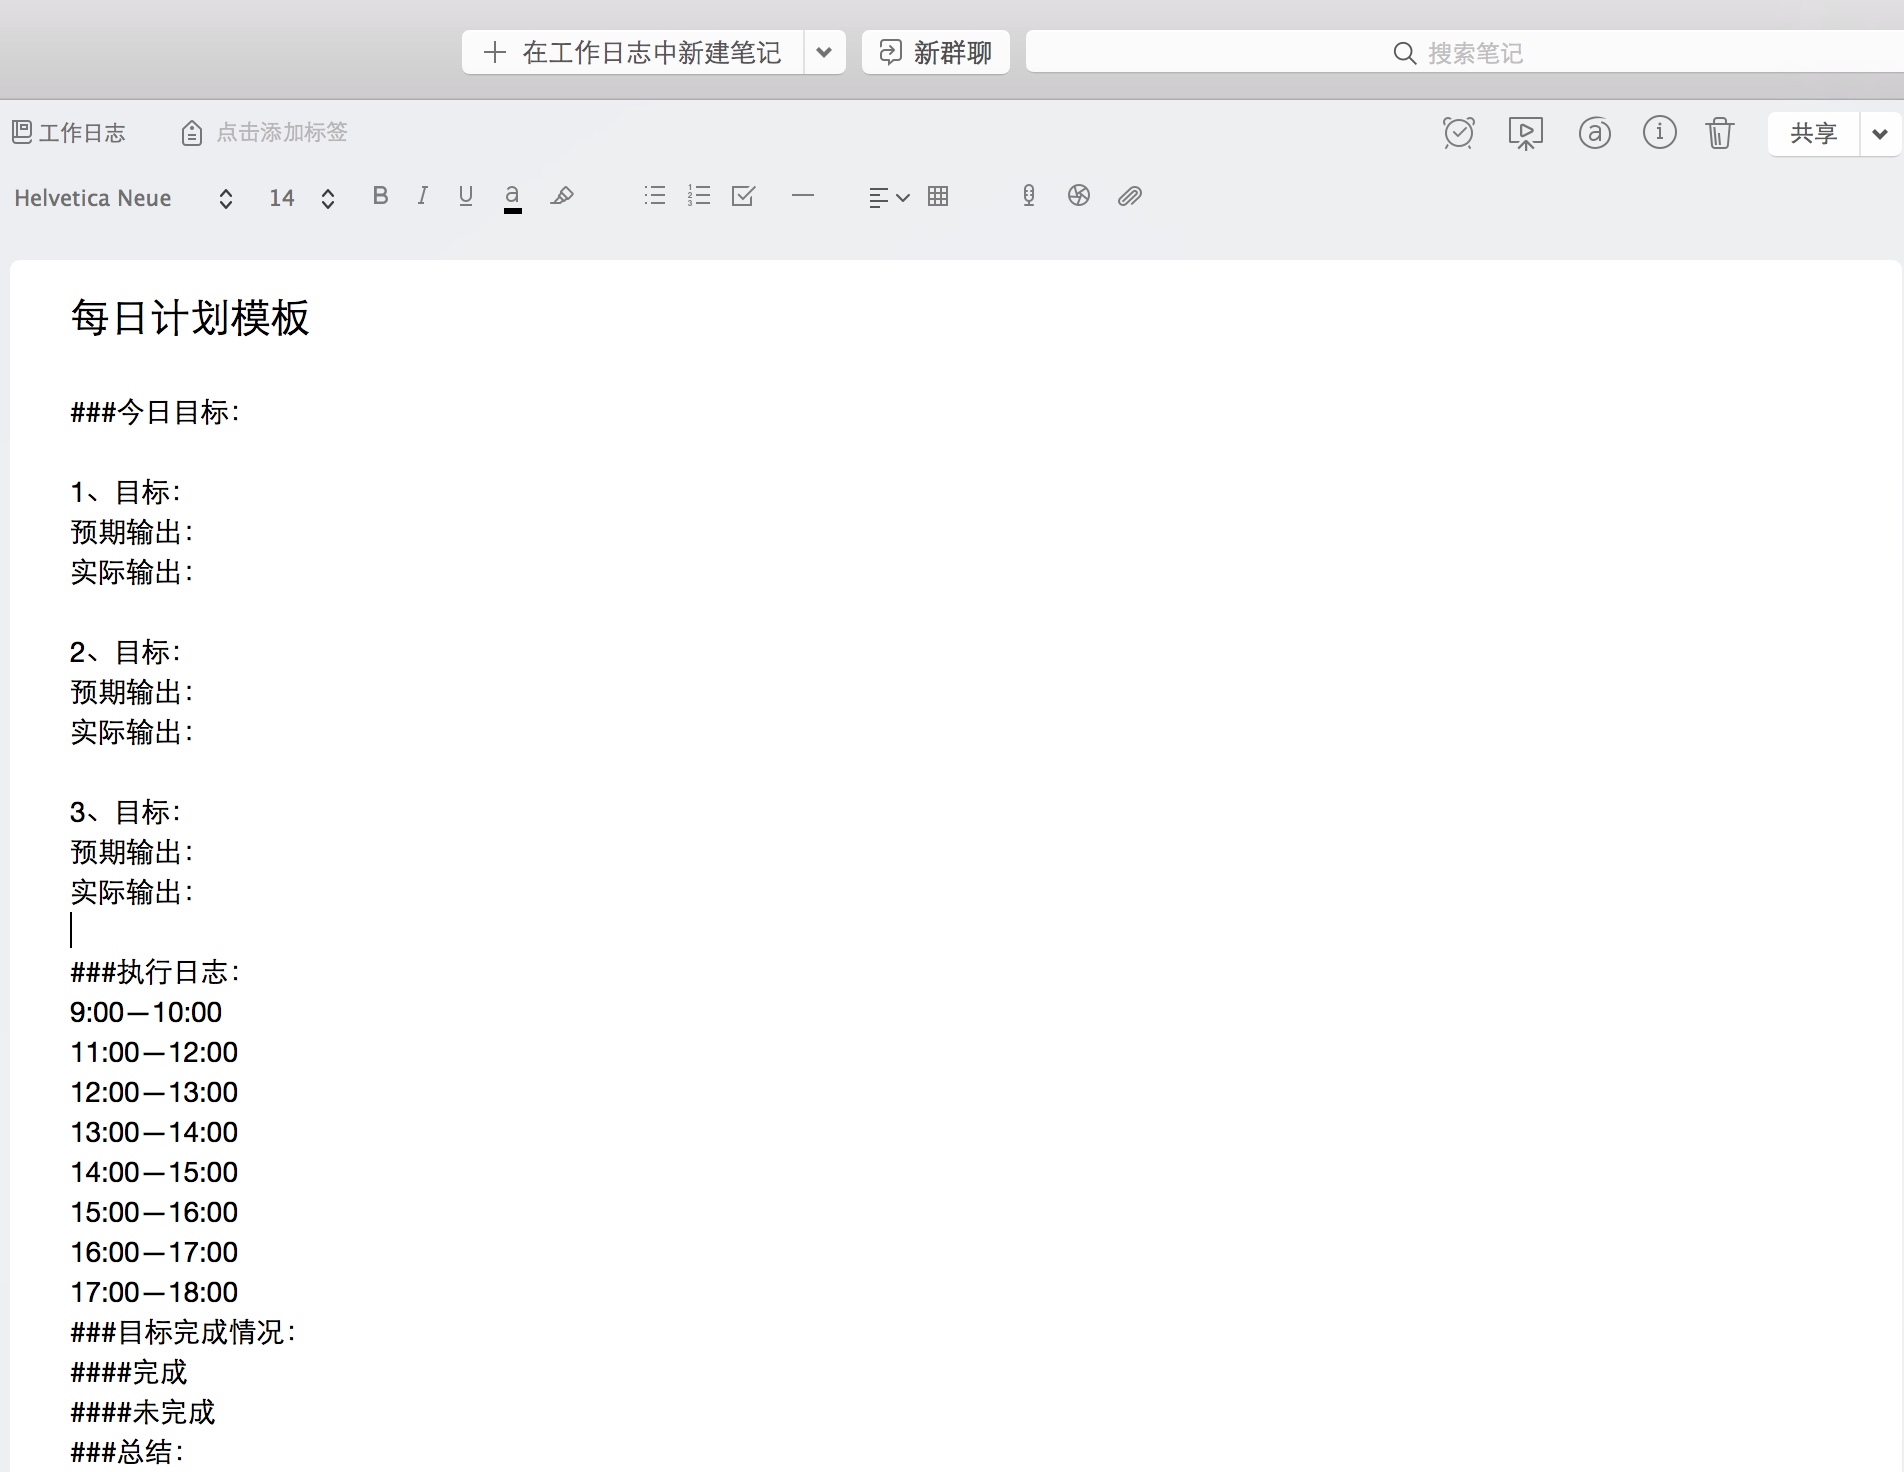 在工作日志中新建笔记 新群聊 搜索笔记
工作日志 点击添加标签 共享
Helvetica Neue 14 B I U a
每日计划模板
###今日目标：
1、目标：
预期输出：
实际输出：
2、目标：
预期输出：
实际输出：
3、目标：
预期输出：
实际输出：
###执行日志：
9:00—10:00
11:00—12:00
12:00—13:00
13:00—14:00
14:00—15:00
15:00—16:00
16:00—17:00
17:00—18:00
###目标完成情况：
####完成
####未完成
###总结：